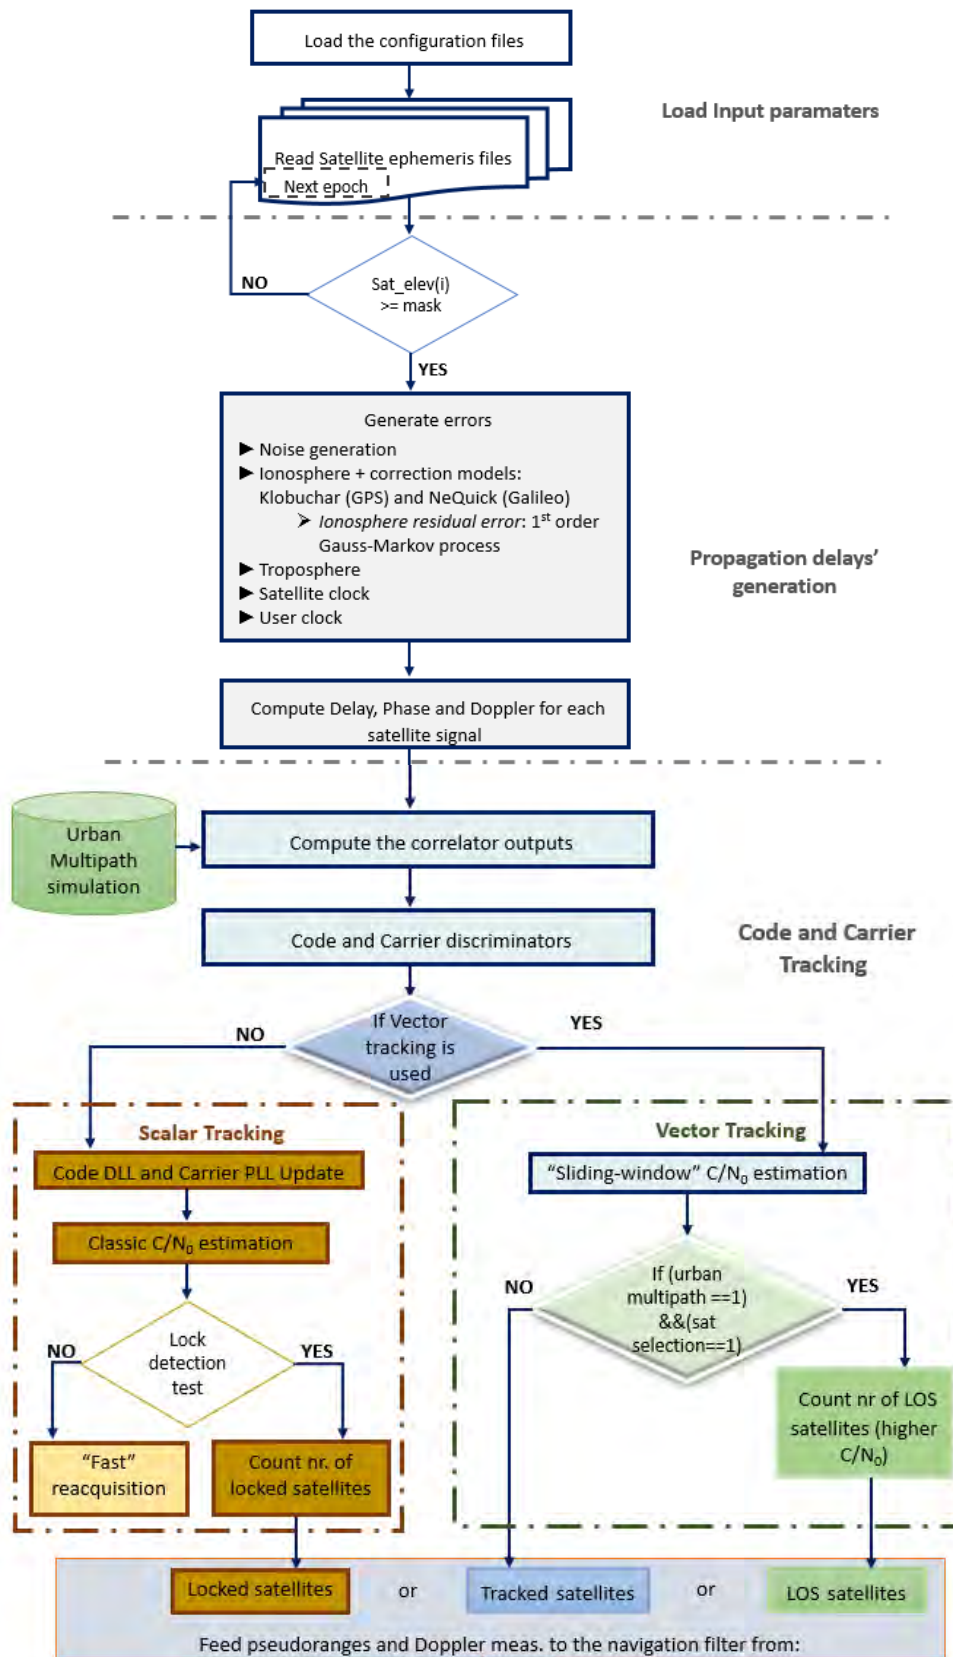 Load the configuration files
Load Input paramaters
Read Satellite ephemeris files
Next epoch
NO
Sat_elev(i)
>= mask
YES
Generate errors
► Noise generation
► Ionosphere + correction models:
Klobuchar (GPS) and NeQuick (Galileo)
➢ Ionosphere residual error: 1st order
Gauss-Markov process
► Troposphere
► Satellite clock
► User clock
Propagation delays'
generation
Compute Delay, Phase and Doppler for each
satellite signal
Urban
Multipath
simulation
Compute the correlator outputs
Code and Carrier discriminators
Code and Carrier
Tracking
NO
If Vector
tracking is
used
YES
Scalar Tracking
Code DLL and Carrier PLL Update
Classic C/N0 estimation
NO
Lock
detection
test
YES
"Fast"
reacquisition
Count nr. of
locked satellites
Vector Tracking
"Sliding-window" C/N0 estimation
NO
If (urban
multipath ==1)
&&(sat
selection==1)
YES
Count nr of LOS
satellites (higher
C/N0)
Locked satellites
or
Tracked satellites
or
LOS satellites
Feed pseudoranges and Doppler meas. to the navigation filter from: